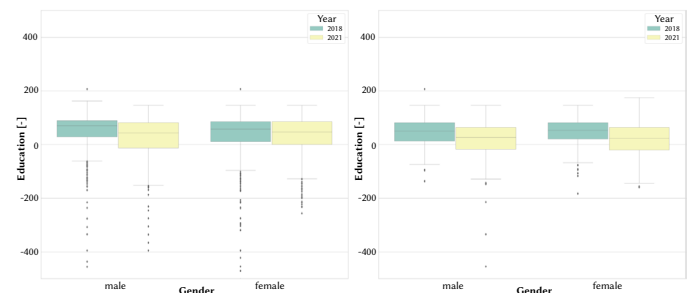 Year
2018
2021
400
200
0
-200
-400
Education [-]
male
female
Gender
Year
2018
2021
400
200
0
-200
-400
Education [-]
male
female
Gender